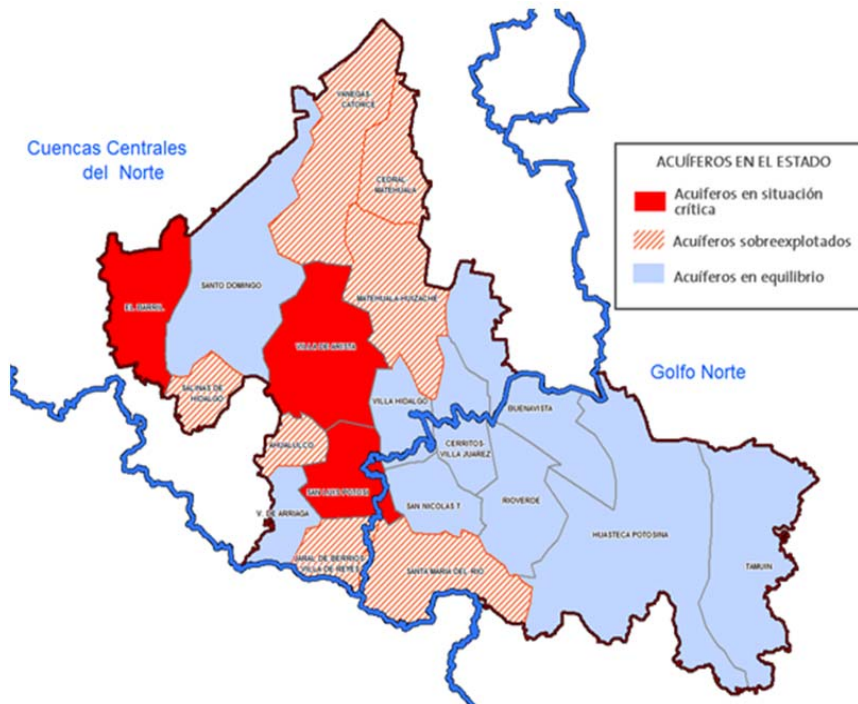 Cuencas Centrales
del Norte
VANEGAS-
CATORCE
CEDRAL
MATEHUALA
ACUÍFEROS EN EL ESTADO
Acuiferos en situación
crítica
Acuíferos sobreexplotados
Acuíferos en equilibrio
SANTO DOMINGO
EL BARRIL
MATEHUALA-HUIZACHE
VILLA DE ARISTA
Golfo Norte
SALINAS DE
HIDALGO
VILLA HIDALGO
BUENAVISTA
AHUALULCO
CERRITOS-
VILLA JUAREZ
SAN LUIS POTOSI
RIOVERDE
SAN NICOLAS T
V. DE ARRIAGA
HUASTECA POTOSINA
JARAL DE BERRIOS
VILLA DE REYES
SANTA MARIA DEL RIO
TAMUIN